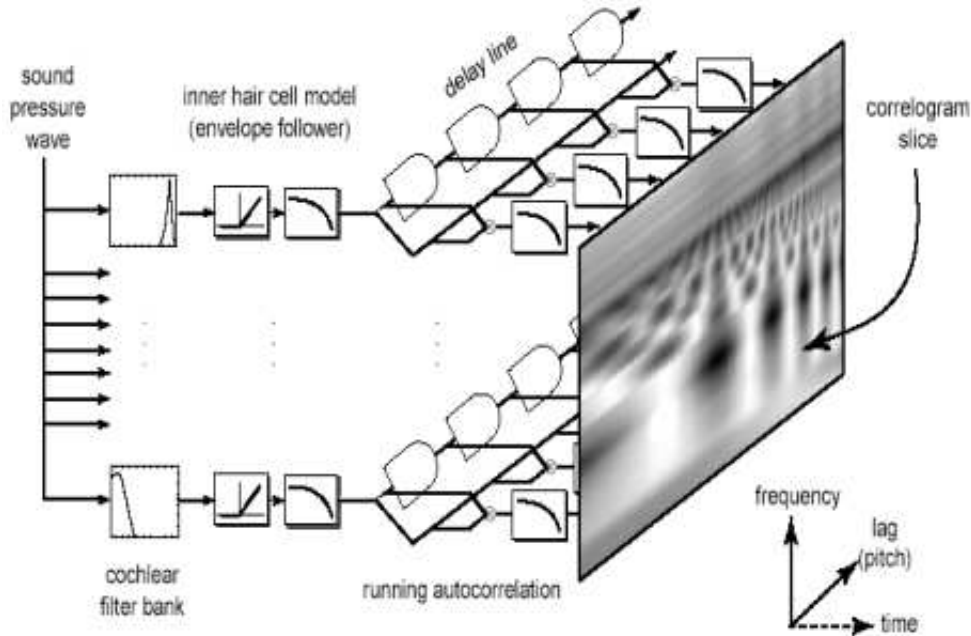 sound
pressure
wave
inner hair cell model
(envelope follower)
delay line
correlogram
slice
cochlear
filter bank
running autocorrelation
frequency
lag
(pitch)
time